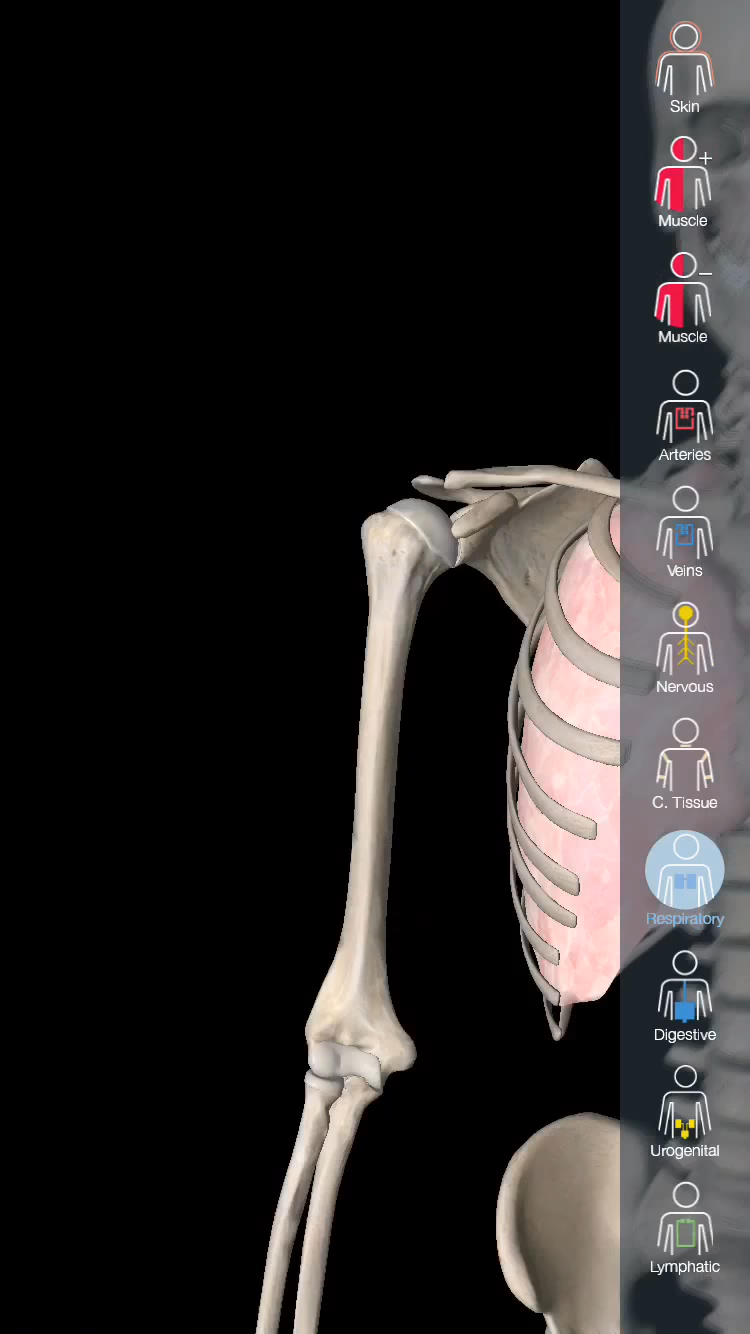 Skin
+
Muscle
−
Muscle
Arteries
Veins
Nervous
C. Tissue
Respiratory
Digestive
Urogenital
Lymphatic